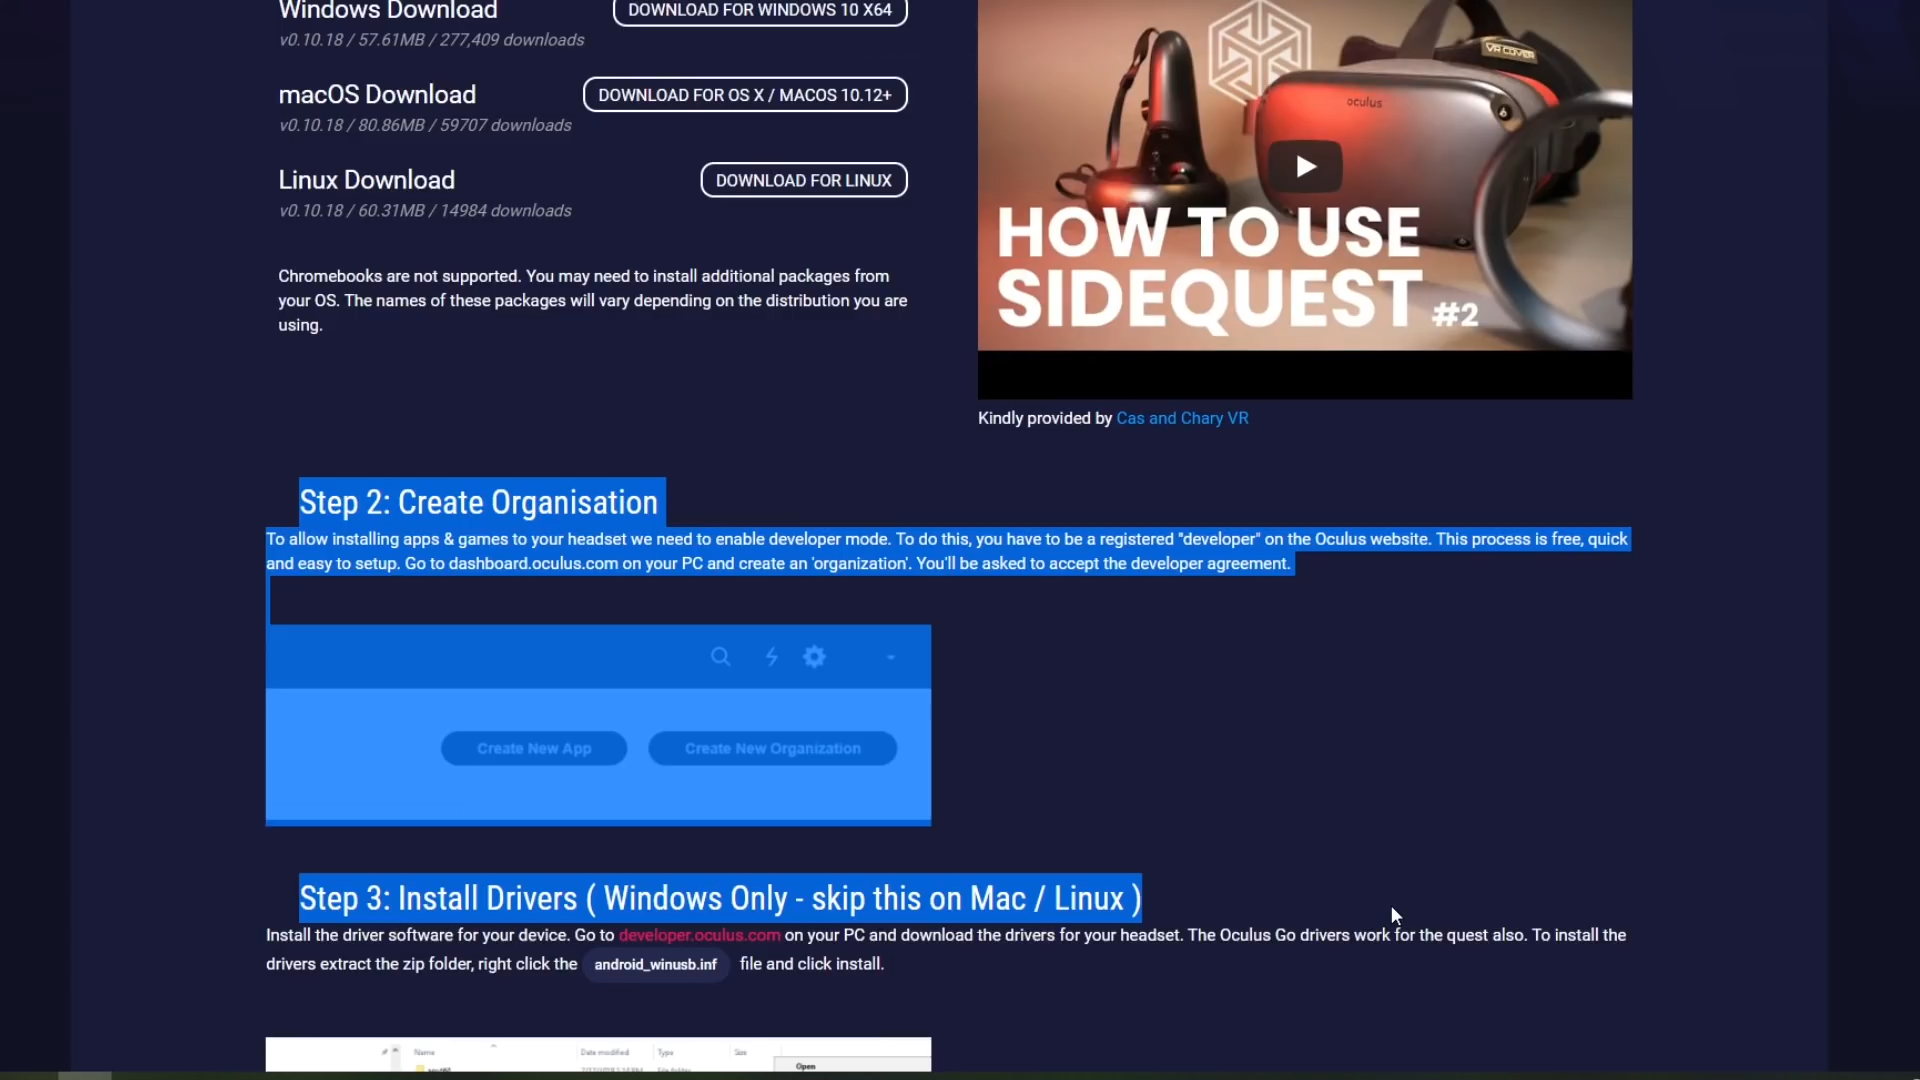 Windows Download
DOWNLOAD FOR WINDOWS 10 X64
v0.10.18 / 57.61MB / 277,409 downloads
macOS Download
DOWNLOAD FOR OS X / MACOS 10.12+
v0.10.18 / 80.86MB / 59707 downloads
Linux Download
DOWNLOAD FOR LINUX
v0.10.18 / 60.31MB / 14984 downloads
Chromebooks are not supported. You may need to install additional packages from
your OS. The names of these packages will vary depending on the distribution you are
using.
VR COVER
oculus
HOW TO USE
SIDEQUEST #2
Kindly provided by Cas and Chary VR
Step 2: Create Organisation
To allow installing apps & games to your headset we need to enable developer mode. To do this, you have to be a registered "developer" on the Oculus website. This process is free, quick
and easy to setup. Go to dashboard.oculus.com on your PC and create an 'organization'. You'll be asked to accept the developer agreement.
Create New App
Create New Organization
Step 3: Install Drivers ( Windows Only - skip this on Mac / Linux )
Install the driver software for your device. Go to developer.oculus.com on your PC and download the drivers for your headset. The Oculus Go drivers work for the quest also. To install the
drivers extract the zip folder, right click the android_winusb.inf file and click install.
Name Date modified Type Size
Open